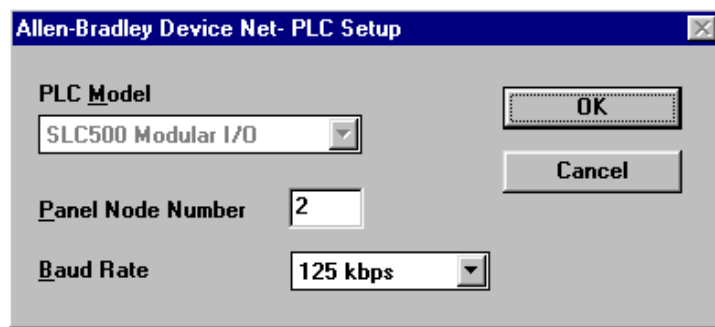 Allen-Bradley Device Net- PLC Setup
PLC Model
SLC500 Modular I/O
OK
Cancel
Panel Node Number 2
Baud Rate 125 kbps